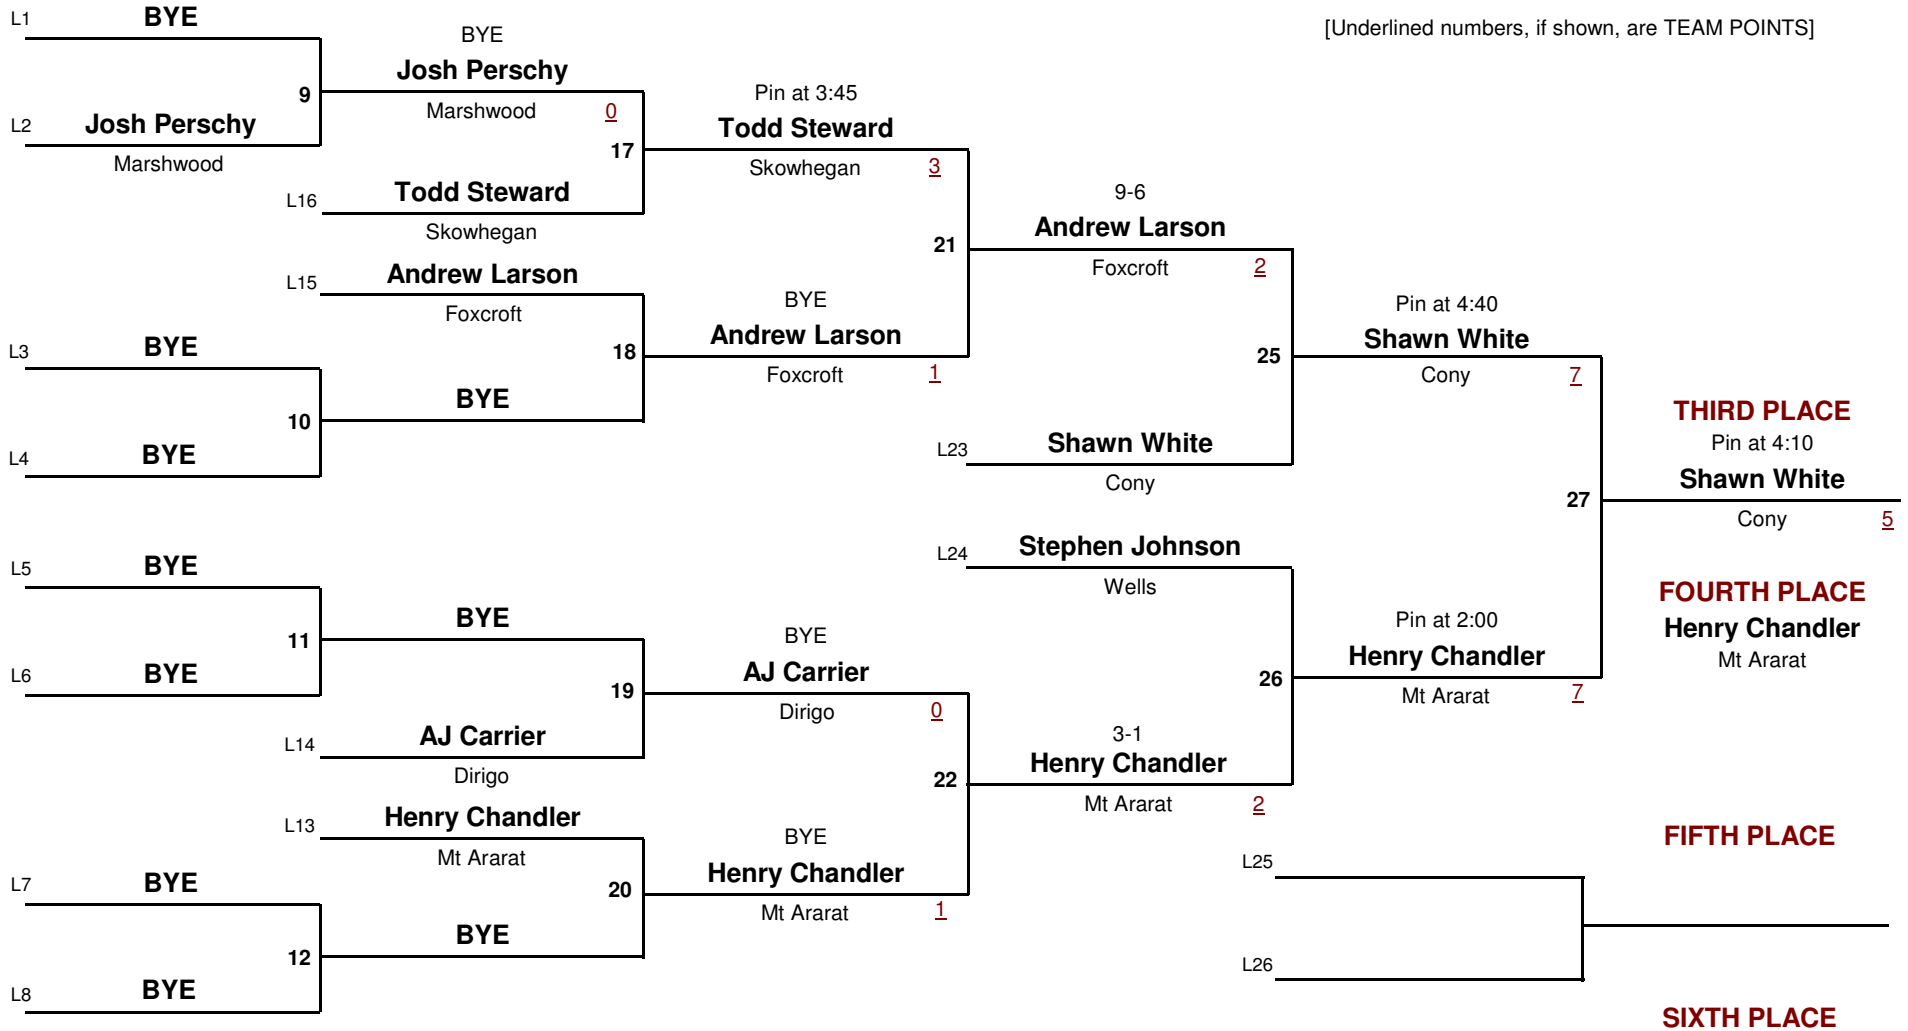 L1
BYE
[Underlined numbers, if shown, are TEAM POINTS]
9
L2
Josh Perschy
Marshwood
BYE
Josh Perschy
Marshwood
0
17
L16
Todd Steward
Skowhegan
Pin at 3:45
Todd Steward
Skowhegan
3
L15
Andrew Larson
Foxcroft
18
L3
BYE
10
L4
BYE
BYE
BYE
Andrew Larson
Foxcroft
1
21
9-6
Andrew Larson
Foxcroft
2
25
L23
Shawn White
Cony
Pin at 4:40
Shawn White
Cony
7
27
THIRD PLACE
Pin at 4:10
Shawn White
Cony
5
FOURTH PLACE
Henry Chandler
Mt Ararat
L5
BYE
11
L6
BYE
BYE
19
L14
AJ Carrier
Dirigo
BYE
AJ Carrier
Dirigo
0
22
L13
Henry Chandler
Mt Ararat
20
L7
BYE
12
L8
BYE
BYE
BYE
Henry Chandler
Mt Ararat
1
L24
Stephen Johnson
Wells
26
3-1
Henry Chandler
Mt Ararat
2
Pin at 2:00
Henry Chandler
Mt Ararat
7
FIFTH PLACE
L25
L26
SIXTH PLACE